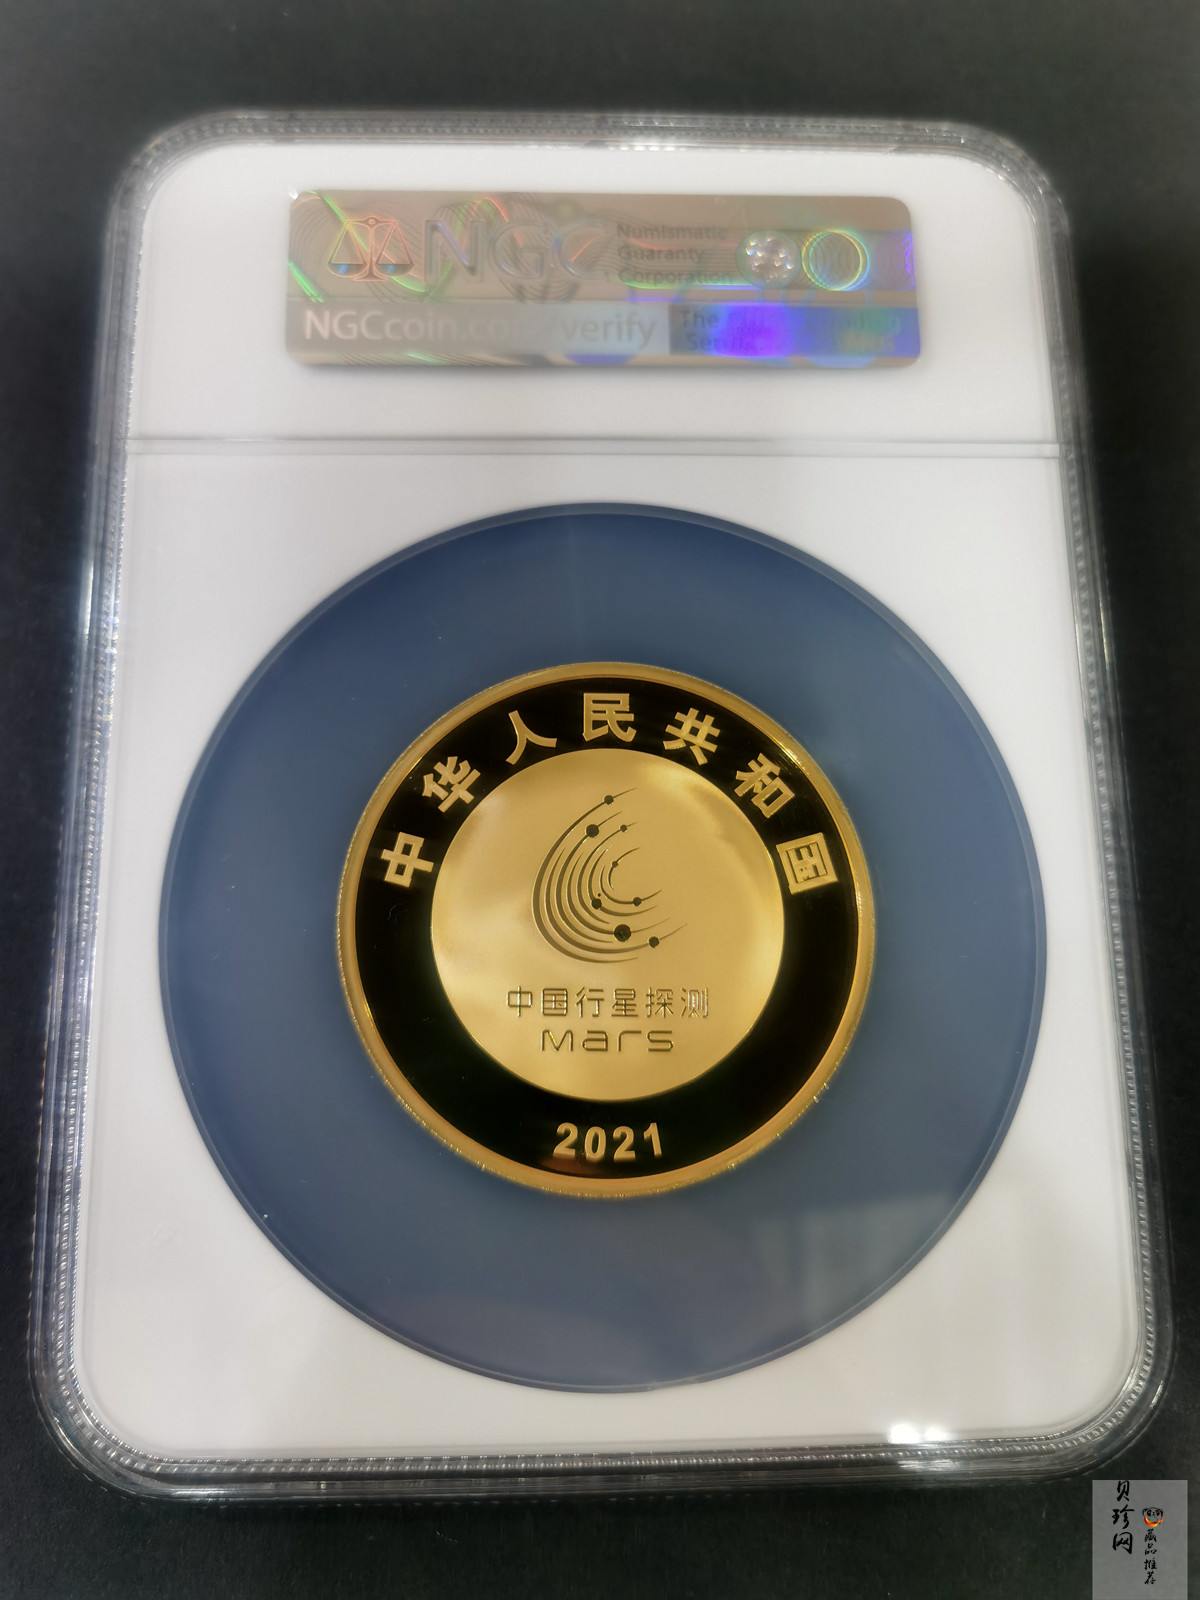 NGC
Numismatic
Guaranty
Corporation
NGCcoin.com/verify
The
中华人民共和国
中国行星探测
Mars
2021
贝珍网
藏品推荐